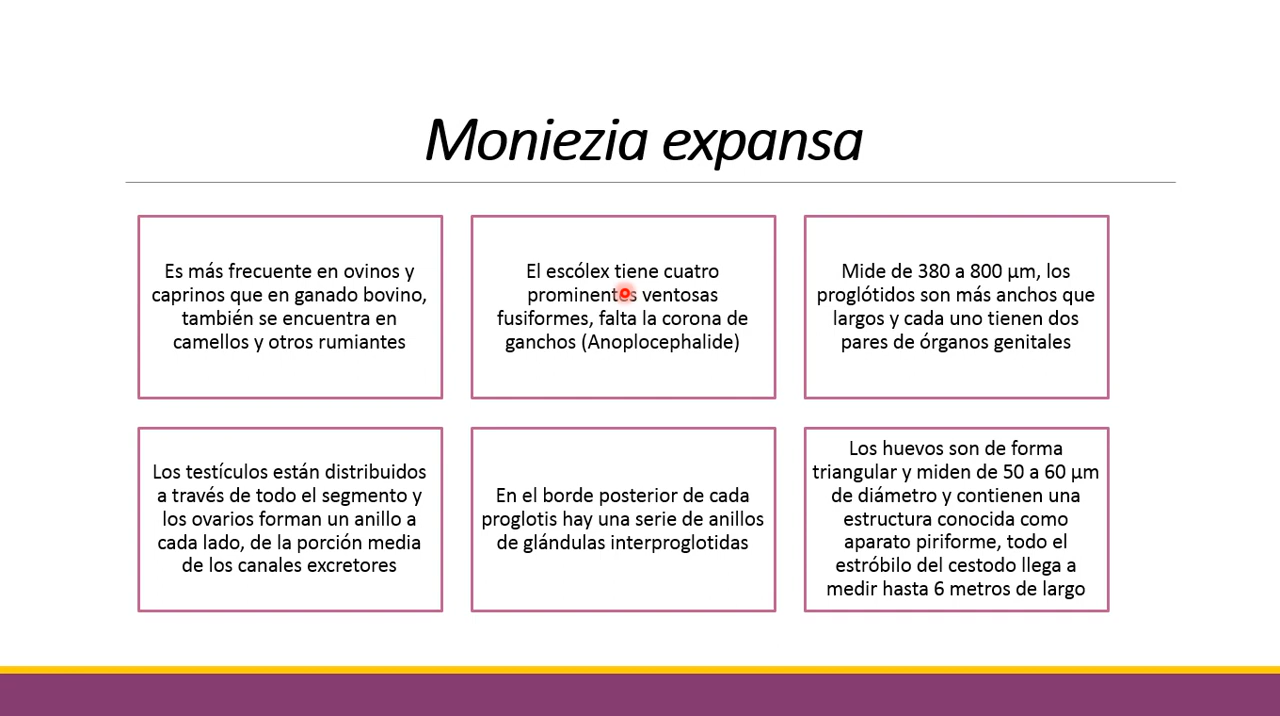 Moniezia expansa
Es más frecuente en ovinos y
caprinos que en ganado bovino,
también se encuentra en
camellos y otros rumiantes
El escólex tiene cuatro
prominentes ventosas
fusiformes, falta la corona de
ganchos (Anoplocephalide)
Mide de 380 a 800 µm, los
proglótidos son más anchos que
largos y cada uno tienen dos
pares de órganos genitales
Los testículos están distribuidos
a través de todo el segmento y
los ovarios forman un anillo a
cada lado, de la porción media
de los canales excretores
En el borde posterior de cada
proglotis hay una serie de anillos
de glándulas interproglotidas
Los huevos son de forma
triangular y miden de 50 a 60 µm
de diámetro y contienen una
estructura conocida como
aparato piriforme, todo el
estróbilo del cestodo llega a
medir hasta 6 metros de largo